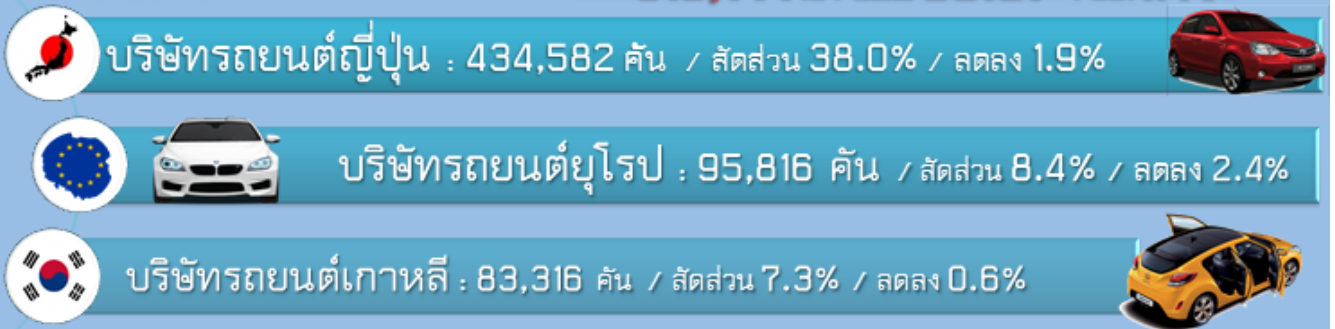 บริษัทรถยนต์ญี่ปุ่น : 434,582 คัน / สัดส่วน 38.0% / ลดลง 1.9%
บริษัทรถยนต์ยุโรป : 95,816 คัน / สัดส่วน 8.4% / ลดลง 2.4%
บริษัทรถยนต์เกาหลี : 83,316 คัน / สัดส่วน 7.3% / ลดลง 0.6%